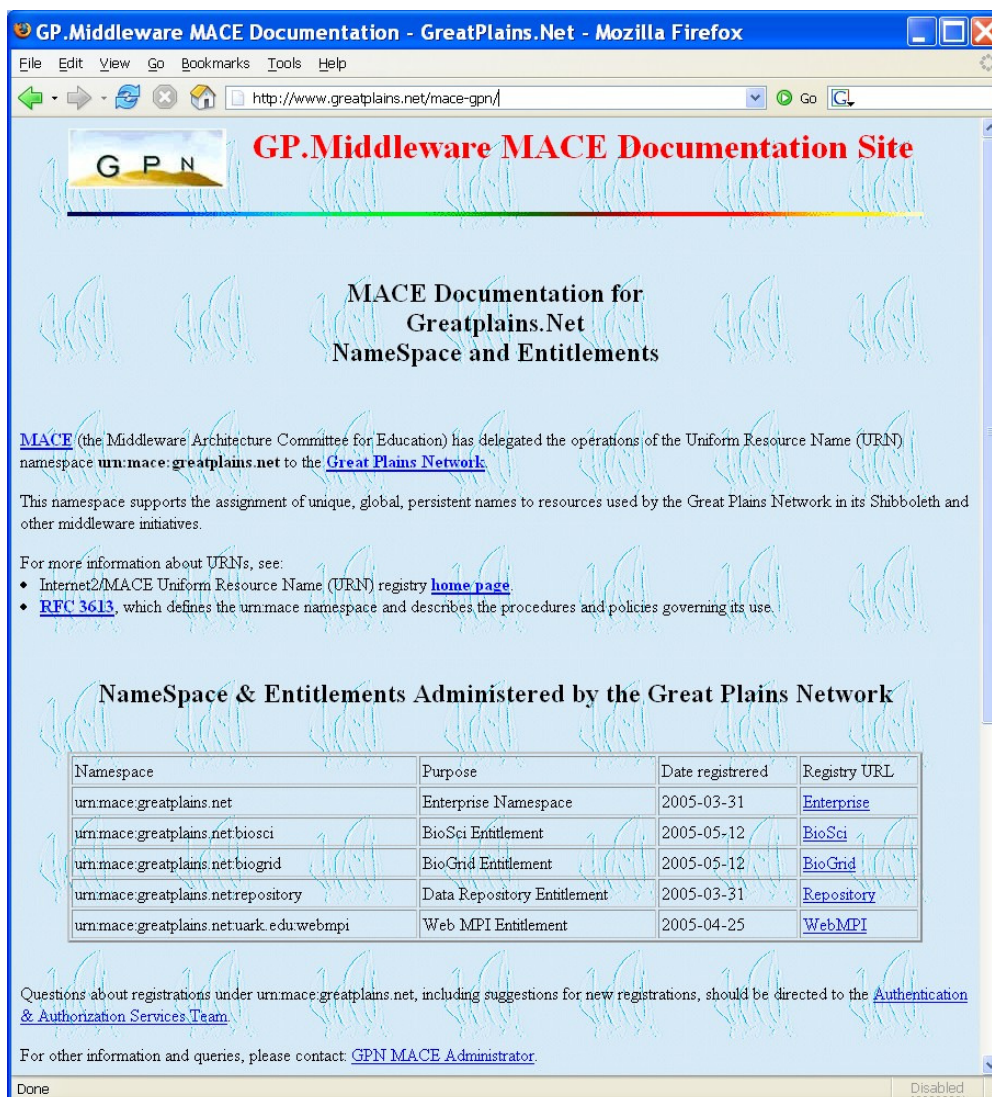 GP.Middleware MACE Documentation - GreatPlains.Net - Mozilla Firefox
File Edit View Go Bookmarks Tools Help
http://www.greatplains.net/mace-gpn/ Go G
GPN
GP.Middleware MACE Documentation Site
MACE Documentation for
Greatplains.Net
NameSpace and Entitlements
MACE (the Middleware Architecture Committee for Education) has delegated the operations of the Uniform Resource Name (URN)
namespace urn:mace:greatplains.net to the Great Plains Network.
This namespace supports the assignment of unique, global, persistent names to resources used by the Great Plains Network in its Shibboleth and
other middleware initiatives.
For more information about URNs, see:
• Internet2/MACE Uniform Resource Name (URN) registry home page.
• RFC 3613, which defines the urn:mace namespace and describes the procedures and policies governing its use.
NameSpace & Entitlements Administered by the Great Plains Network
Namespace Purpose Date registrered Registry URL
urn:mace:greatplains.net Enterprise Namespace 2005-03-31 Enterprise
urn:mace:greatplains.net:biosci BioSci Entitlement 2005-05-12 BioSci
urn:mace:greatplains.net:biogrid BioGrid Entitlement 2005-05-12 BioGrid
urn:mace:greatplains.net:repository Data Repository Entitlement 2005-03-31 Repository
urn:mace:greatplains.net:uark.edu:webmpi Web MPI Entitlement 2005-04-25 WebMPI
Questions about registrations under urn:mace:greatplains.net, including suggestions for new registrations, should be directed to the Authentication
& Authorization Services Team.
For other information and queries, please contact: GPN MACE Administrator.
Done Disabled